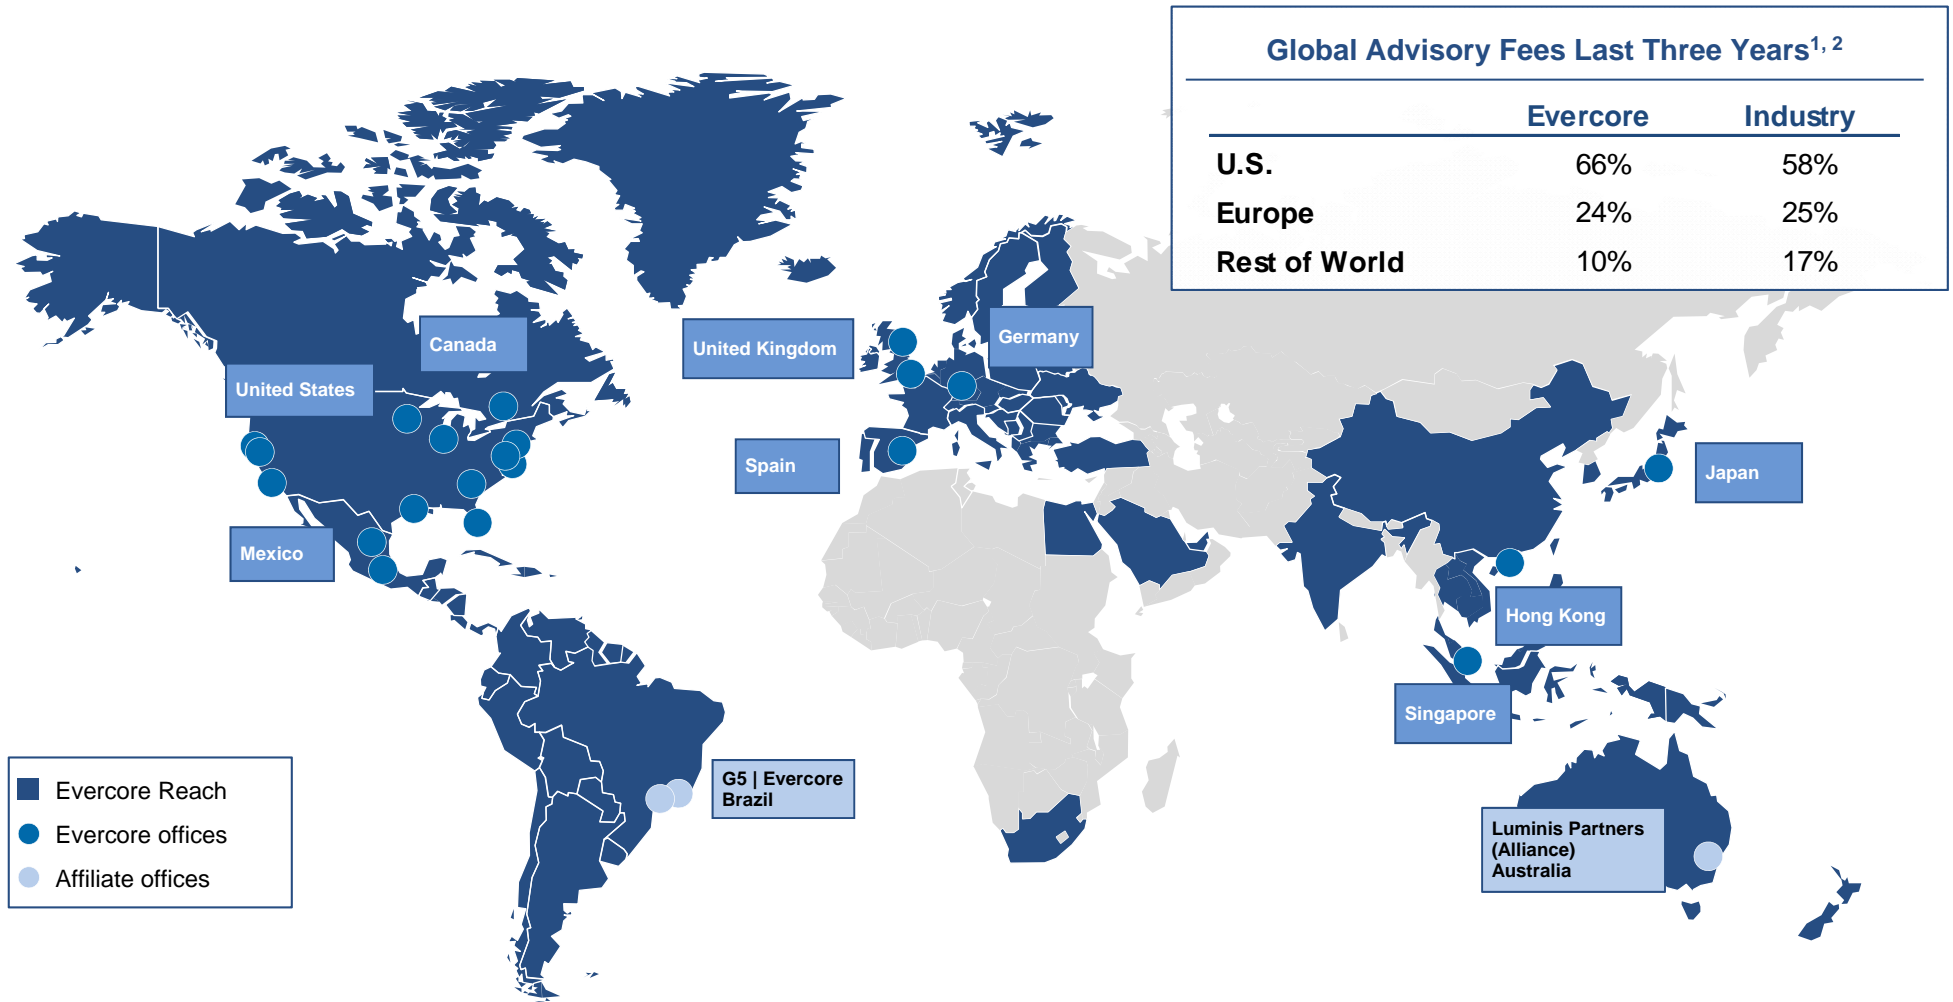 Global Advisory Fees Last Three Years1, 2
Evercore Industry
U.S. 66% 58%
Europe 24% 25%
Rest of World 10% 17%
Canada
United Kingdom
Germany
United States
Spain
Japan
Mexico
Hong Kong
Singapore
G5 | Evercore
Brazil
Evercore Reach
Evercore offices
Affiliate offices
Luminis Partners
(Alliance)
Australia